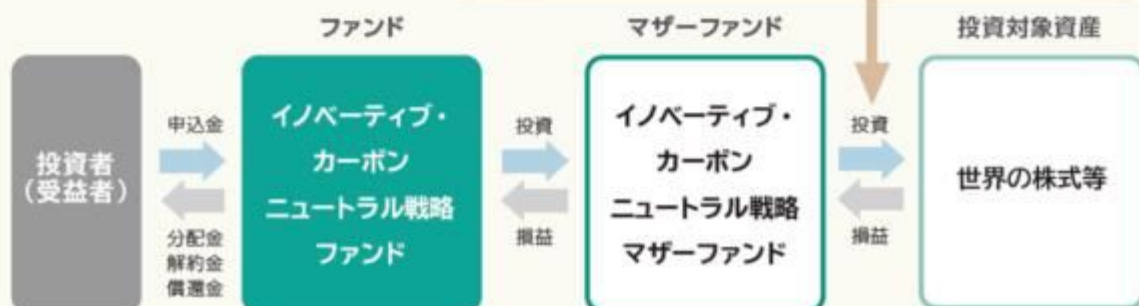 ファンド
マザーファンド
投資対象資産
投資者
（受益者）
申込金
分配金
解約金
償還金
イノベーティブ・
カーボン
ニュートラル戦略
ファンド
投資
損益
イノベーティブ・
カーボン
ニュートラル戦略
マザーファンド
投資
損益
世界の株式等